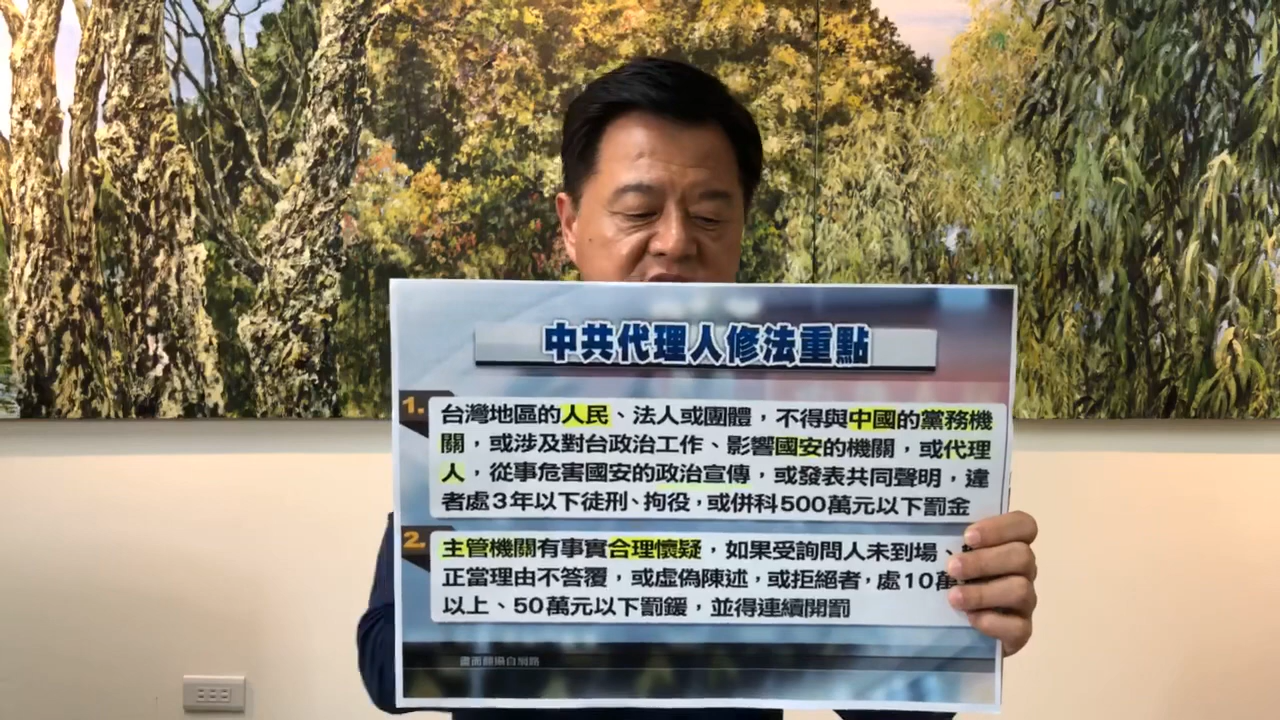 中共代理人修法重點
1. 台灣地區的人民、法人或團體，不得與中國的黨務機
關，或涉及對台政治工作、影響國安的機關，或代理
人，從事危害國安的政治宣傳，或發表共同聲明，違
者處3年以下徒刑、拘役，或併科500萬元以下罰金
2. 主管機關有事實合理懷疑，如果受詢問人未到場、
正當理由不答覆，或虛偽陳述，或拒絕者，處10萬
以上、50萬元以下罰鍰，並得連續開罰
畫面翻攝自網路